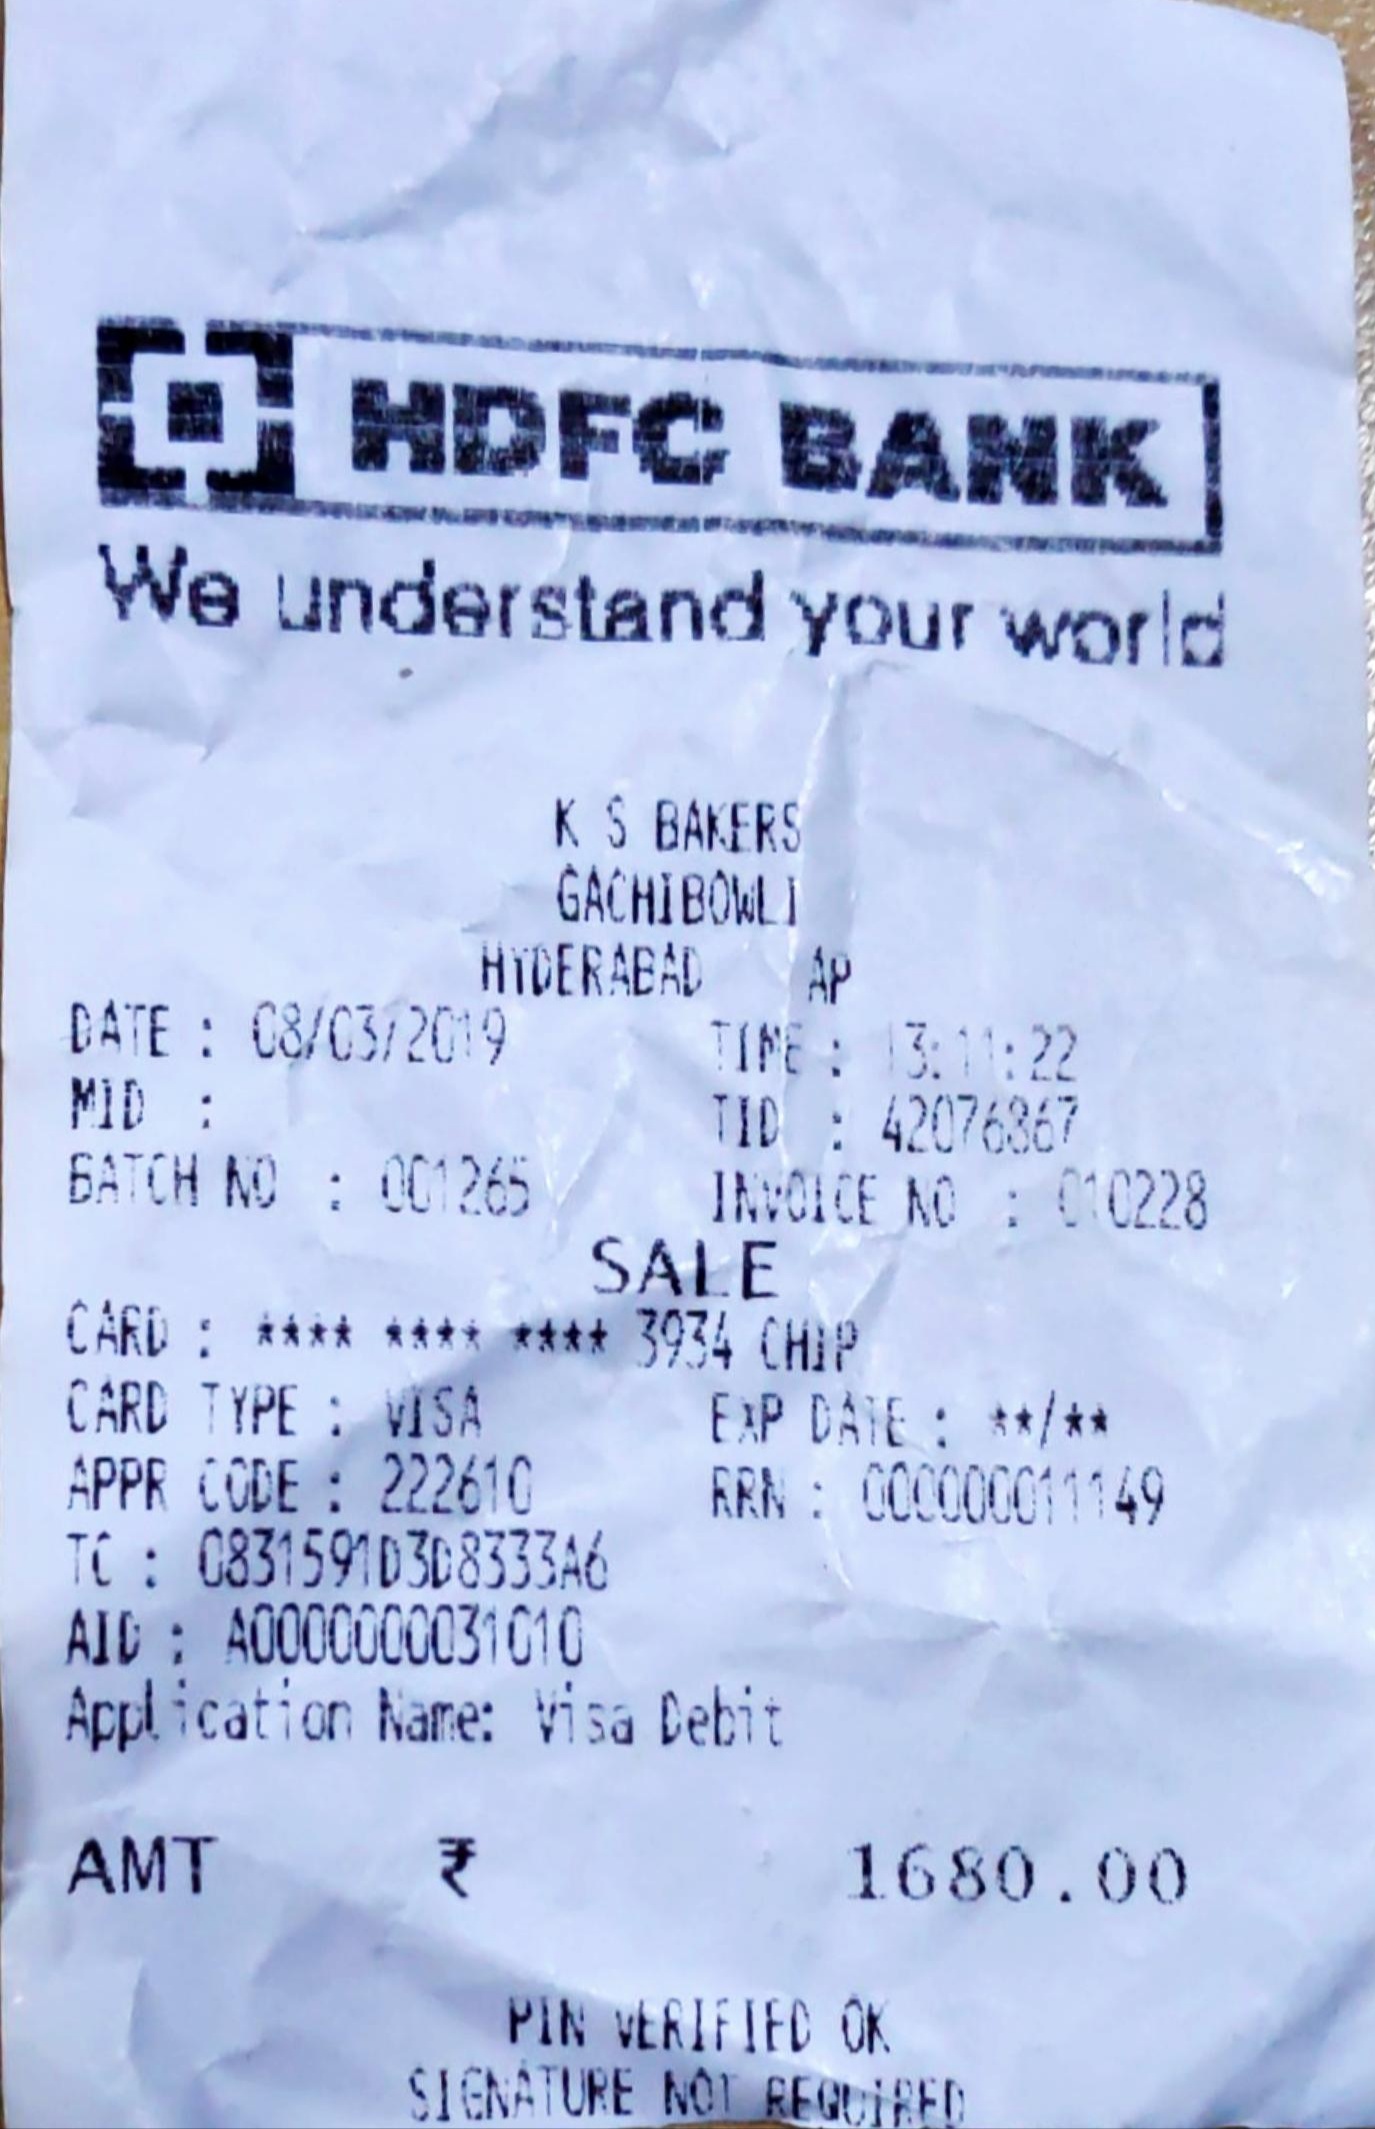 HDFC BANK
We understand your world
K S BAKERS
GACHIBOWLI
HYDERABAD AP
DATE : 08/03/2019 TIME : 13:11:22
MID : TID : 42076867
BATCH NO : 001265 INVOICE NO : 010228
SALE
CARD : **** **** **** 3934 CHIP
CARD TYPE : VISA EXP DATE : **/**
APPR CODE : 222610 RRN : 000000011149
TC : 0831591D3D8333A6
AID : A0000000031010
Application Name: Visa Debit
AMT ₹ 1680.00
PIN VERIFIED OK
SIGNATURE NOT REQUIRED